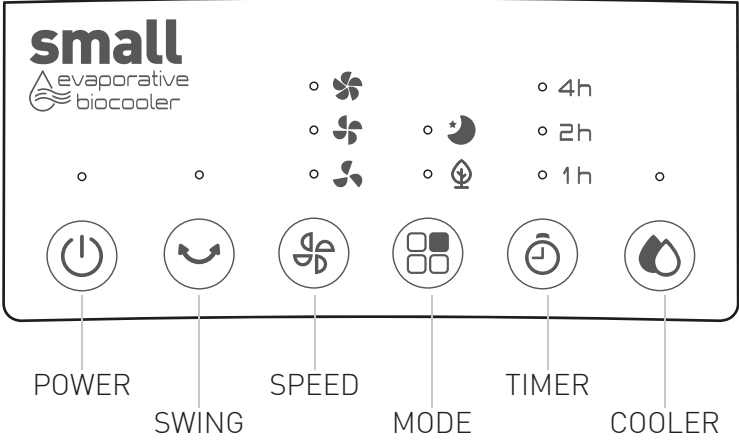 small
evaporative
biocooler
4h
2h
1h
POWER
SWING
SPEED
MODE
TIMER
COOLER